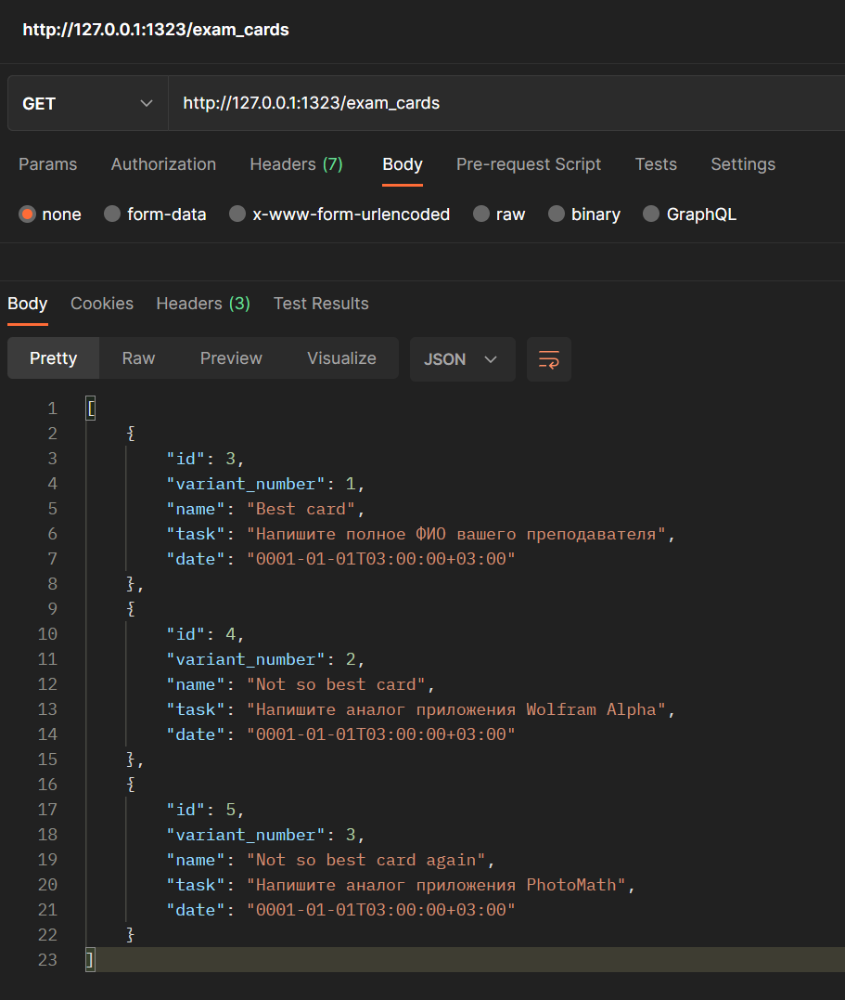 http://127.0.0.1:1323/exam_cards
GET http://127.0.0.1:1323/exam_cards
Params Authorization Headers (7) Body Pre-request Script Tests Settings
none form-data x-www-form-urlencoded raw binary GraphQL
Body Cookies Headers (3) Test Results
Pretty Raw Preview Visualize JSON
1 [
2 {
3 "id": 3,
4 "variant_number": 1,
5 "name": "Best card",
6 "task": "Напишите полное ФИО вашего преподавателя",
7 "date": "0001-01-01T03:00:00+03:00"
8 },
9 {
10 "id": 4,
11 "variant_number": 2,
12 "name": "Not so best card",
13 "task": "Напишите аналог приложения Wolfram Alpha",
14 "date": "0001-01-01T03:00:00+03:00"
15 },
16 {
17 "id": 5,
18 "variant_number": 3,
19 "name": "Not so best card again",
20 "task": "Напишите аналог приложения PhotoMath",
21 "date": "0001-01-01T03:00:00+03:00"
22 }
23 ]